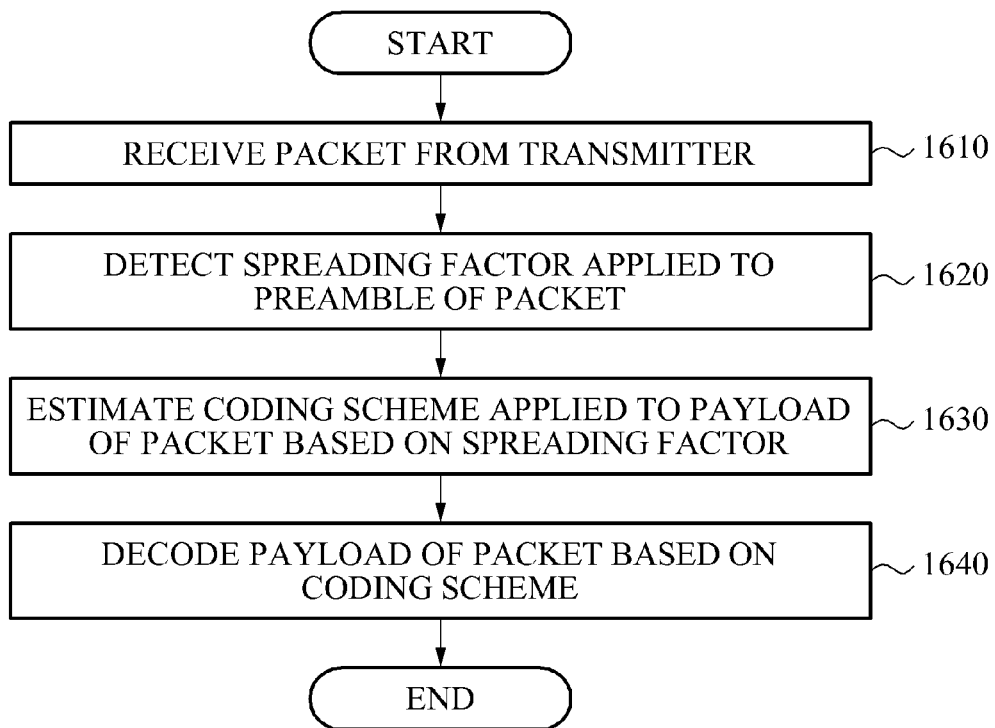 START
RECEIVE PACKET FROM TRANSMITTER
1610
DETECT SPREADING FACTOR APPLIED TO
PREAMBLE OF PACKET
1620
ESTIMATE CODING SCHEME APPLIED TO PAYLOAD
OF PACKET BASED ON SPREADING FACTOR
1630
DECODE PAYLOAD OF PACKET BASED ON
CODING SCHEME
1640
END